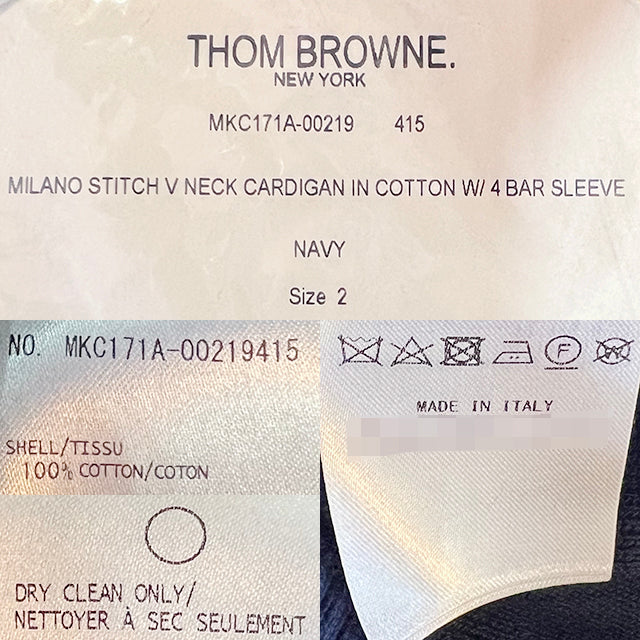 THOM BROWNE.
NEW YORK
MKC171A-00219 415
MILANO STITCH V NECK CARDIGAN IN COTTON W/ 4 BAR SLEEVE
NAVY
Size 2
NO. MKC171A-00219415
SHELL/TISSU
100% COTTON/COTON
DRY CLEAN ONLY/
NETTOYER À SEC SEULEMENT
F W
MADE IN ITALY